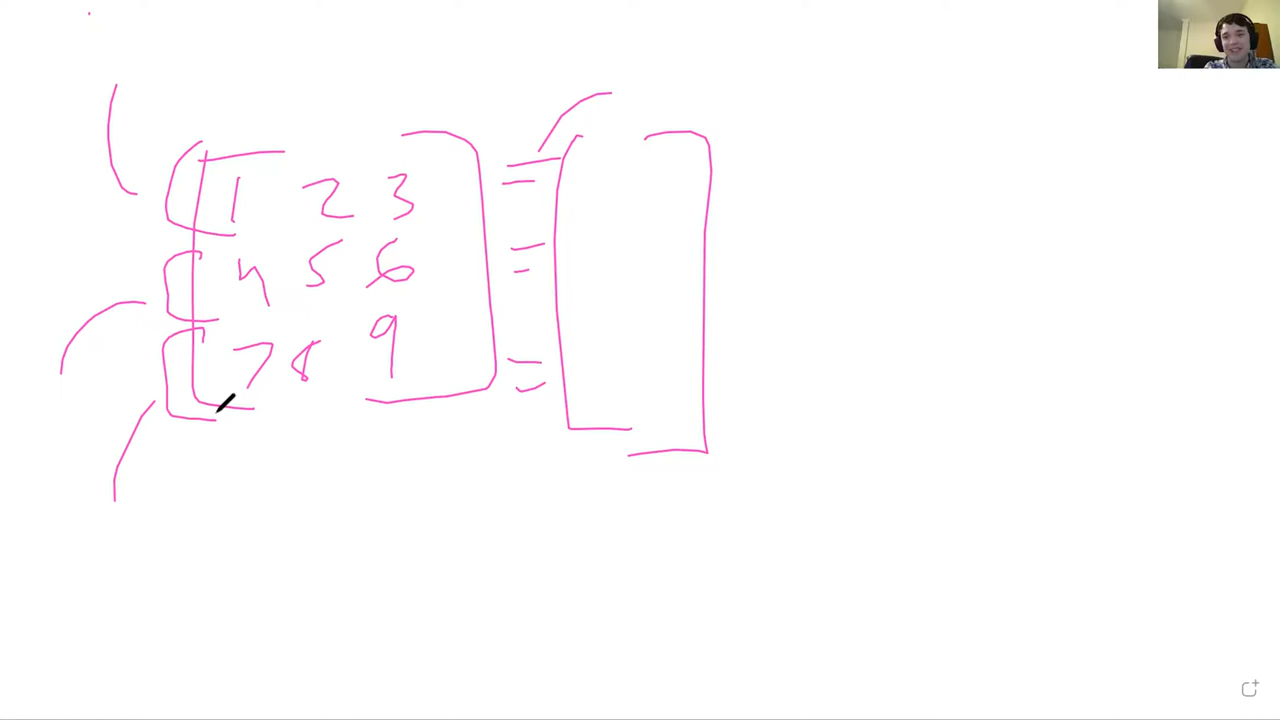 1 2 3 =
4 5 6 =
7 8 9 =